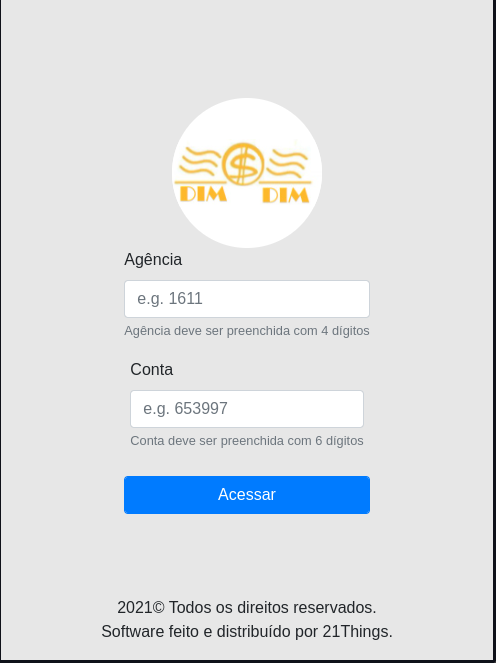 $
DIM DIM
Agência
e.g. 1611
Agência deve ser preenchida com 4 dígitos
Conta
e.g. 653997
Conta deve ser preenchida com 6 dígitos
Acessar
2021© Todos os direitos reservados.
Software feito e distribuído por 21Things.